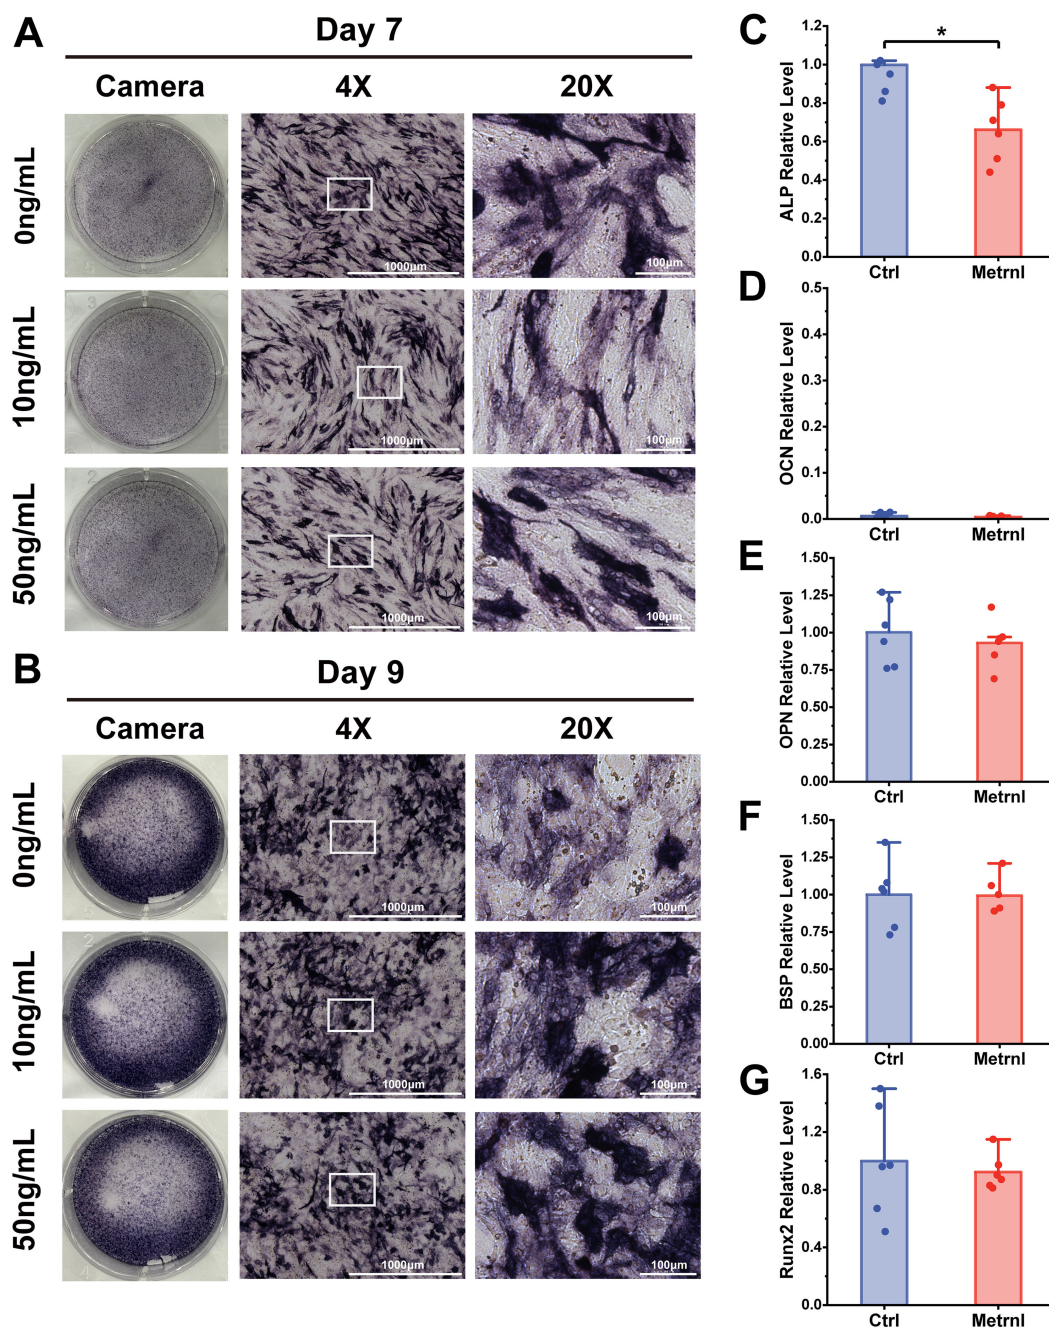 A
Day 7
Camera 4X 20X
0ng/mL
1000μm
100μm
10ng/mL
1000μm
100μm
50ng/mL
1000μm
100μm
B
Day 9
Camera 4X 20X
0ng/mL
1000μm
100μm
10ng/mL
1000μm
100μm
50ng/mL
1000μm
100μm
C
ALP Relative Level
1.2
1.0
0.8
0.6
0.4
0.2
0.0
*
Ctrl Metrnl
D
OCN Relative Level
0.5
0.4
0.3
0.2
0.1
0.0
Ctrl Metrnl
E
OPN Relative Level
1.50
1.25
1.00
0.75
0.50
0.25
0.00
Ctrl Metrnl
F
BSP Relative Level
1.50
1.25
1.00
0.75
0.50
0.25
0.00
Ctrl Metrnl
G
Runx2 Relative Level
1.6
1.2
0.8
0.4
0.0
Ctrl Metrnl